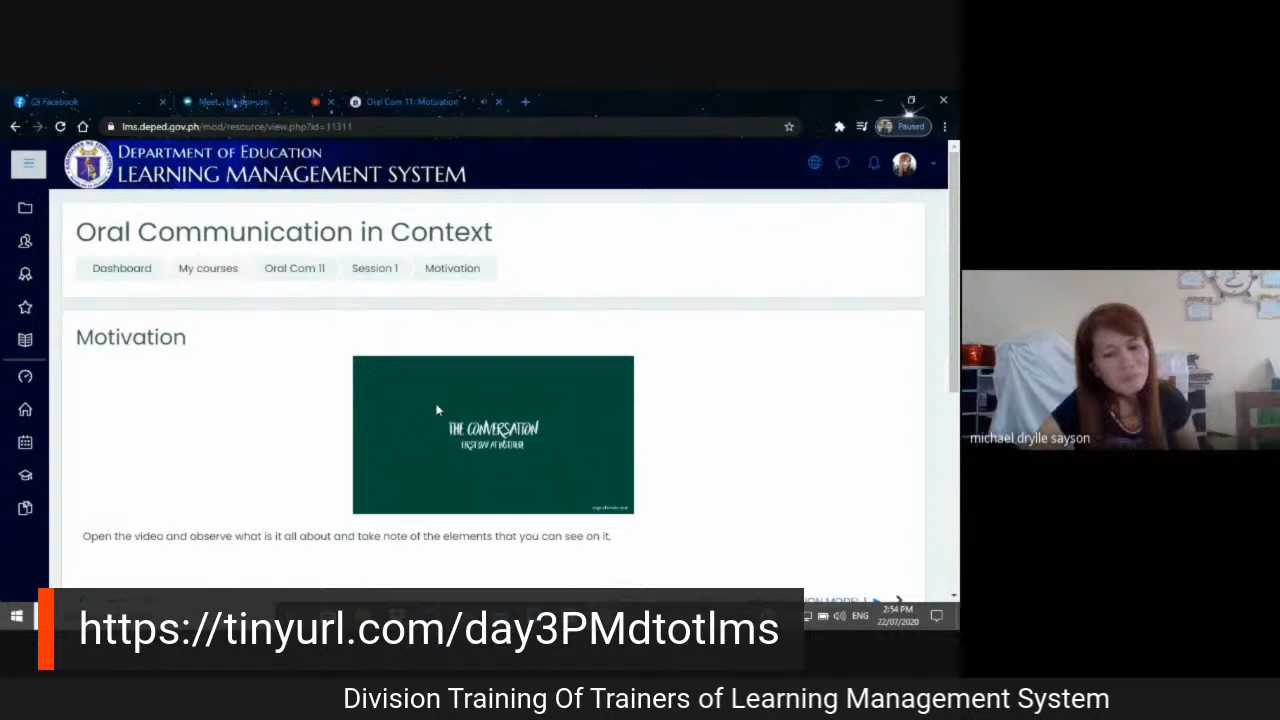 Facebook
Oral Com 11: Motivation
lms.deped.gov.ph/mod/resource/view.php?id=11311
Paused
DEPARTMENT OF EDUCATION
LEARNING MANAGEMENT SYSTEM
Oral Communication in Context
Dashboard My courses Oral Com 11 Session 1 Motivation
Motivation
THE CONVERSATION
FIRST DAY AT INSTITUTE
michael drylle sayson
Open the video and observe what is it all about and take note of the elements that you can see on it.
2:54 PM
ENG
22/07/2020
https://tinyurl.com/day3PMdtotlms
Division Training Of Trainers of Learning Management System